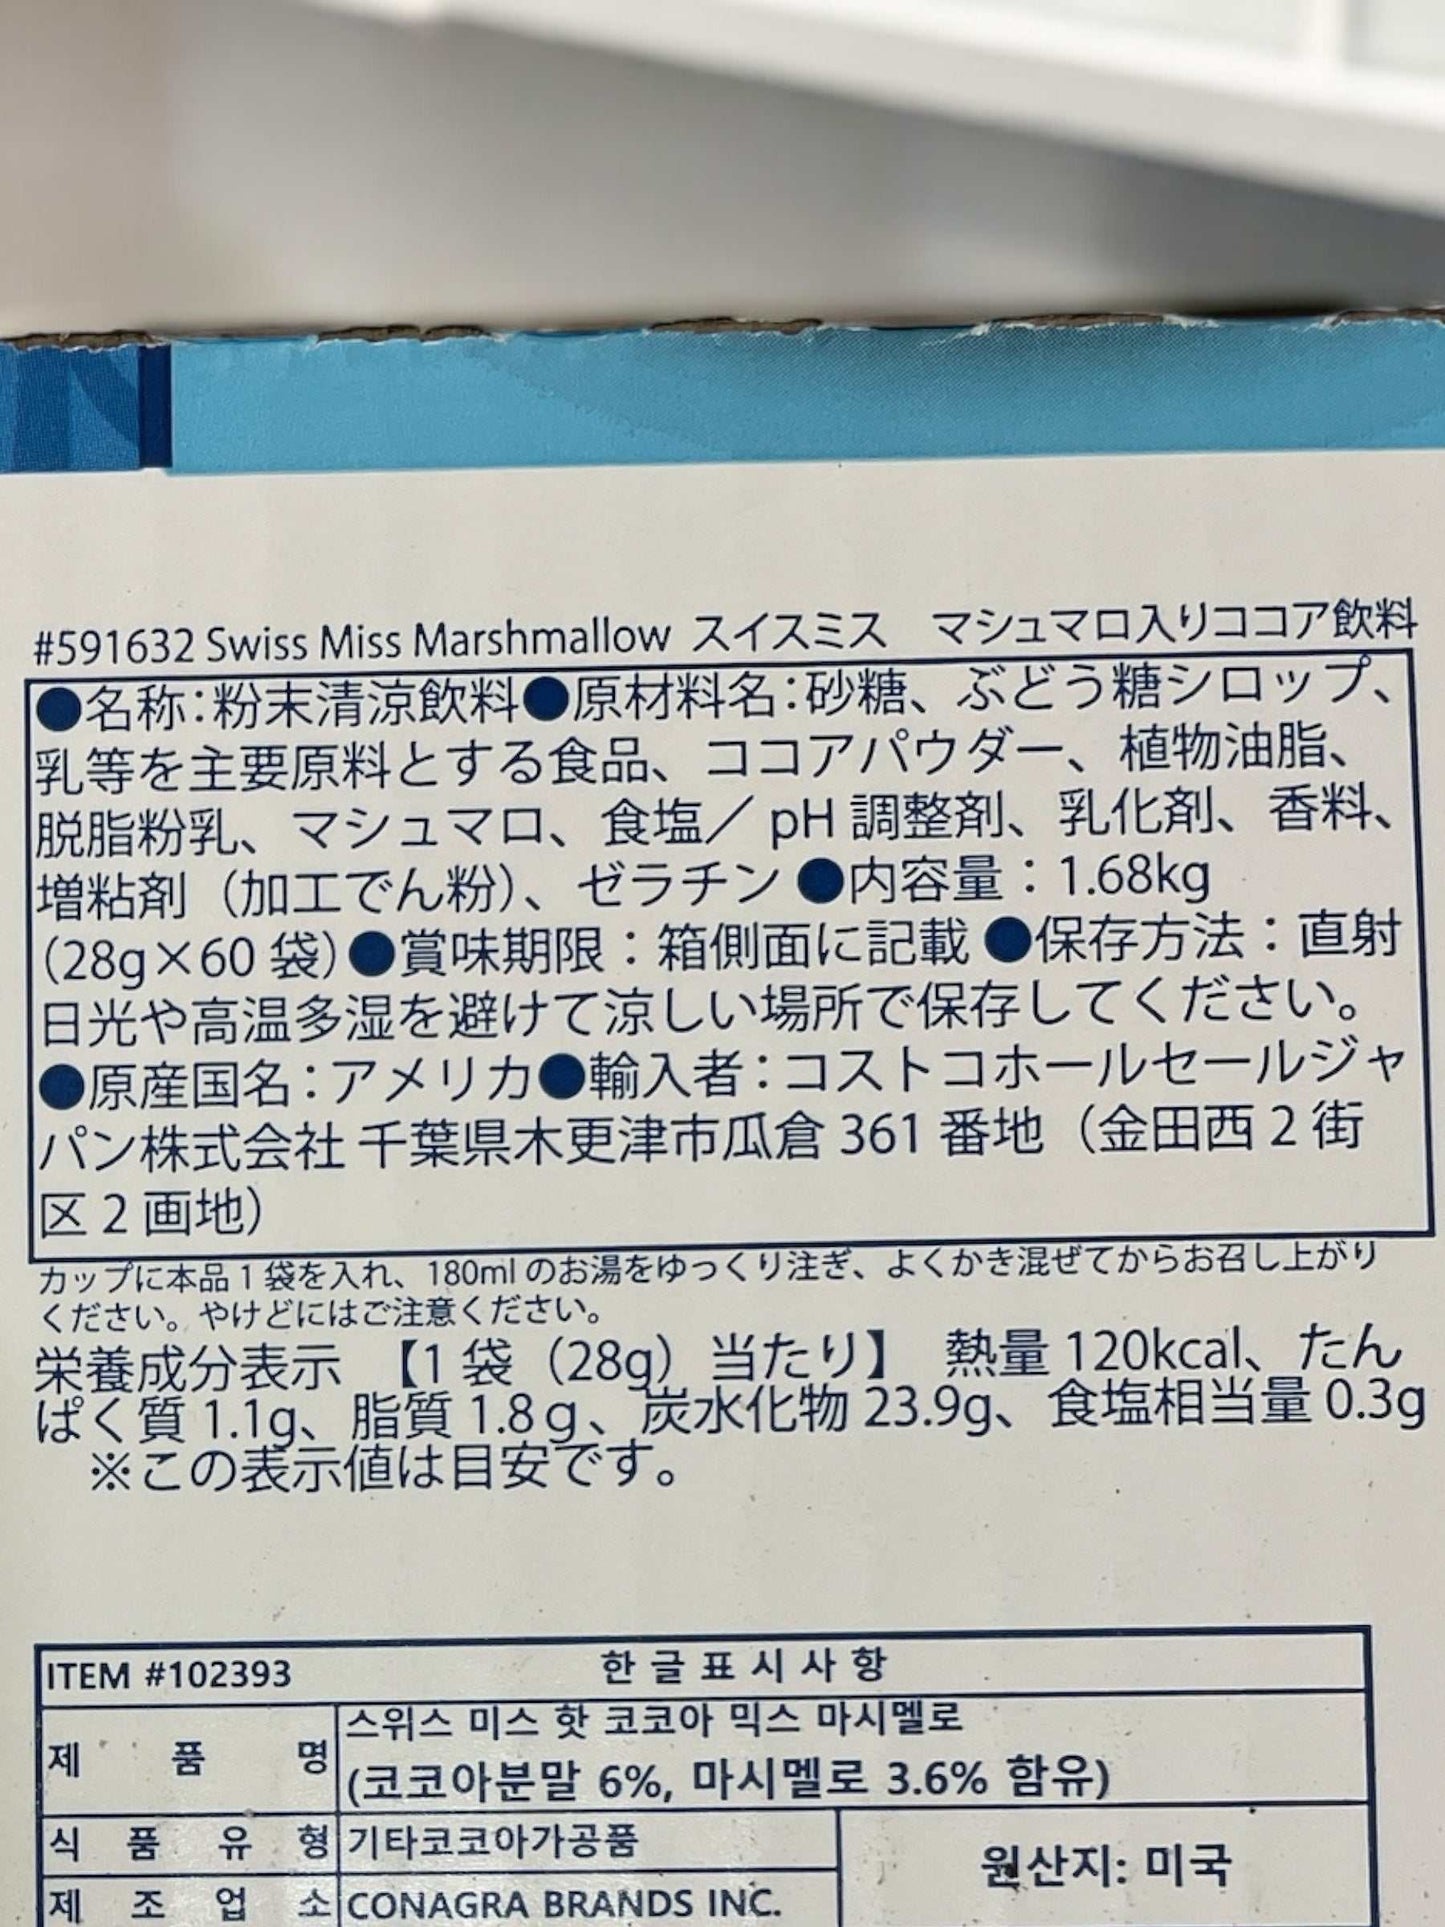 #591632 Swiss Miss Marshmallow スイスミス　マシュマロ入りココア飲料
●名称：粉末清涼飲料●原材料名：砂糖、ぶどう糖シロップ、
乳等を主要原料とする食品、ココアパウダー、植物油脂、
脱脂粉乳、マシュマロ、食塩／ pH 調整剤、乳化剤、香料、
増粘剤（加工でん粉）、ゼラチン ●内容量：1.68kg
（28g×60 袋）●賞味期限：箱側面に記載 ●保存方法：直射
日光や高温多湿を避けて涼しい場所で保存してください。
●原産国名：アメリカ●輸入者：コストコホールセールジャ
パン株式会社 千葉県木更津市瓜倉 361 番地（金田西 2 街
区 2 画地）
カップに本品 1 袋を入れ、180ml のお湯をゆっくり注ぎ、よくかき混ぜてからお召し上がり
ください。やけどにはご注意ください。
栄養成分表示　【1 袋（28g）当たり】　熱量 120kcal、たん
ぱく質 1.1g、脂質 1.8ｇ、炭水化物 23.9g、食塩相当量 0.3g
※この表示値は目安です。
ITEM #102393 한 글 표 시 사 항
제 품 명 스위스 미스 핫 코코아 믹스 마시멜로
(코코아분말 6%, 마시멜로 3.6% 함유)
식 품 유 형 기타코코아가공품
원산지: 미국
제 조 업 소 CONAGRA BRANDS INC.